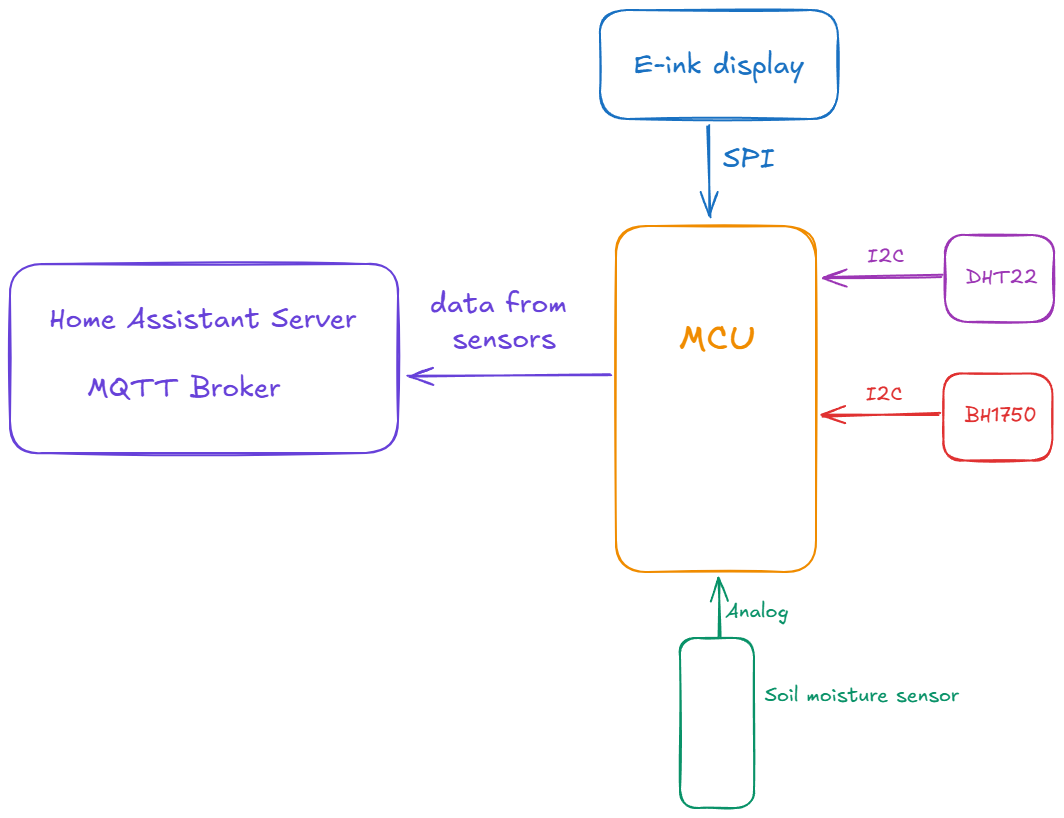 E-ink display
SPI
I2C
DHT22
Home Assistant Server
MQTT Broker
data from
sensors
MCU
I2C
BH1750
Analog
Soil moisture sensor